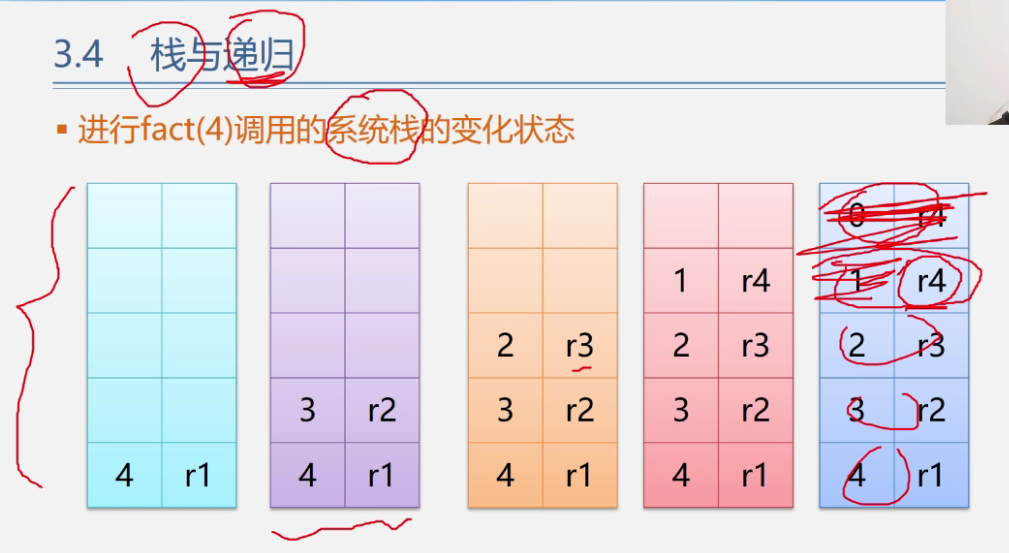 3.4 栈与递归
进行fact(4)调用的系统栈的变化状态
0 r4
1 r4 1 r4
2 r3 2 r3 2 r3
3 r2 3 r2 3 r2 3 r2
4 r1 4 r1 4 r1 4 r1 4 r1